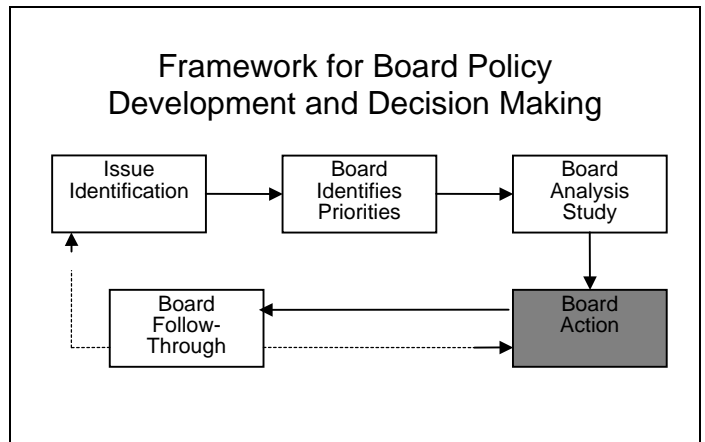 Framework for Board Policy
Development and Decision Making
Issue
Identification
Board
Identifies
Priorities
Board
Analysis
Study
Board
Follow-
Through
Board
Action